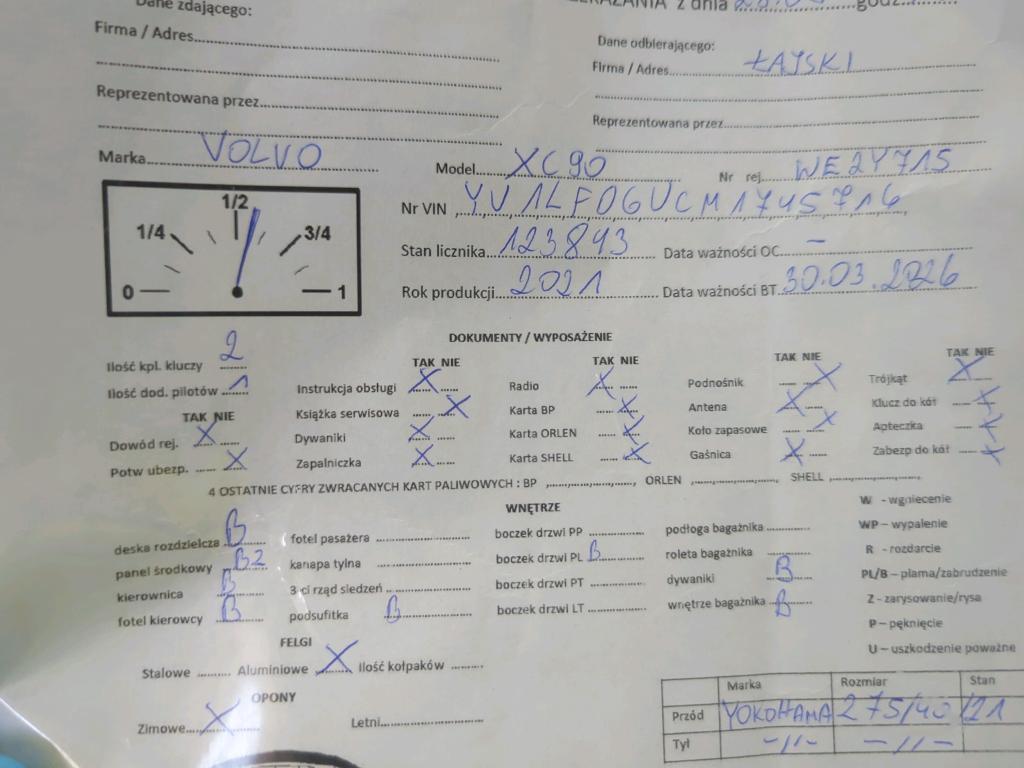 Dane zdającego:
KAZANIA z dnia
Firma / Adres
Dane odbierającego:
Firma / Adres ŁAJSKI
Reprezentowana przez
Reprezentowana przez
Marka VOLVO Model XC90 Nr rej. WE2Y715
0 1/4 1/2 3/4 1
Nr VIN YV1LF06UCM1745716
Stan licznika 123843 Data ważności OC –
Rok produkcji 2021 Data ważności BT 30.03.2026
DOKUMENTY / WYPOSAŻENIE
Ilość kpl. kluczy 2
Ilość dod. pilotów 1
TAK NIE
Dowód rej. X
Potw ubezp. X
TAK NIE
Instrukcja obsługi X
Książka serwisowa X
Dywaniki X
Zapalniczka X
TAK NIE
Radio X
Karta BP X
Karta ORLEN X
Karta SHELL X
TAK NIE
Podnośnik X
Antena X
Koło zapasowe X
Gaśnica X
TAK NIE
Trójkąt X
Klucz do kół X
Apteczka X
Zabezp do kół X
4 OSTATNIE CYFRY ZWRACANYCH KART PALIWOWYCH : BP ORLEN SHELL
WNĘTRZE
deska rozdzielcza B
panel środkowy B2
kierownica B
fotel kierowcy B
fotel pasażera
kanapa tylna
3-ci rząd siedzeń
podsufitka B
boczek drzwi PP
boczek drzwi PL B
boczek drzwi PT
boczek drzwi LT
podłoga bagażnika
roleta bagażnika
dywaniki B
wnętrze bagażnika B
W - wgniecenie
WP – wypalenie
R - rozdarcie
PL/B – plama/zabrudzenie
Z - zarysowanie/rysa
P – pęknięcie
U – uszkodzenie poważne
FELGI
Stalowe Aluminiowe X Ilość kołpaków
OPONY
Zimowe X Letni
Marka Rozmiar Stan
Przód YOKOHAMA 275/40 /21
Tył –//– –//–